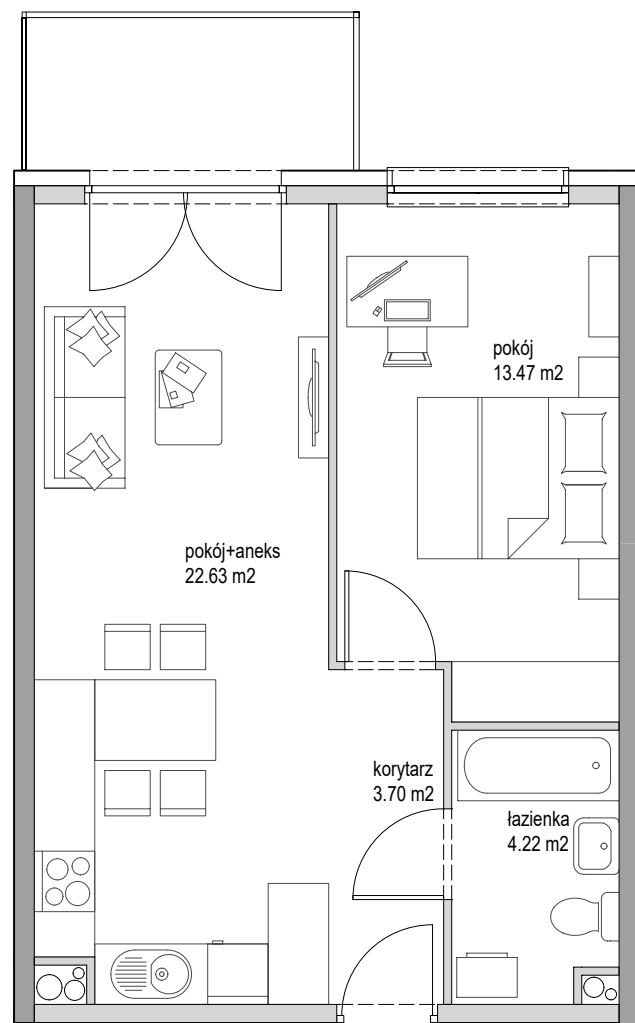 pokój
13.47 m2
pokój+aneks
22.63 m2
korytarz
3.70 m2
łazienka
4.22 m2